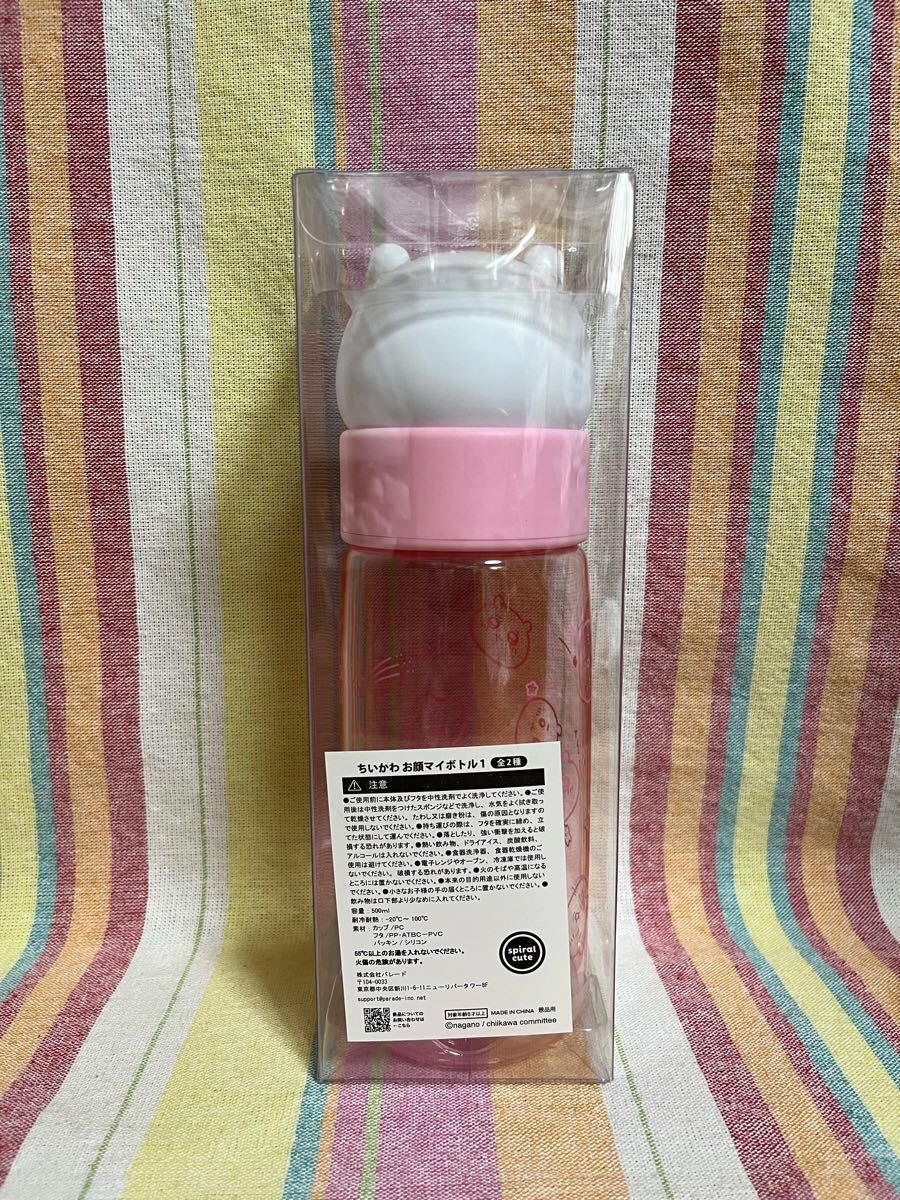 ちいかわ お顔マイボトル1 全2種
注意
●ご使用前に本体及びフタを中性洗剤でよく洗浄してください。●ご
使用後は中性洗剤をつけたスポンジなどで洗浄し、水気をよく拭き取っ
て乾燥させてください。たわし又は磨き粉は、傷の原因となりますの
で使用しないでください。●持ち運びの際は、フタを確実に締め、立
てた状態にして運んでください。●落としたり、強い衝撃を加えると破
損する恐れがあります。●熱い飲み物、ドライアイス、炭酸飲料、
アルコールは入れないでください。●食器洗浄器、食器乾燥機のご
使用は避けてください。●電子レンジやオーブン、冷凍庫では使用し
ないでください。破損する恐れがあります。●火のそばや高温になる
ところには置かないでください。●本来の目的用途以外に使用しない
でください。●小さなお子様の手の届くところに置かないでください。●
飲み物は口下部より少なめに入れてください。
容量:500ml
耐冷耐熱:-20℃〜100℃
素材:カップ/PC
フタ/PP・ATBC-PVC
パッキン/シリコン
58℃以上のお湯を入れないでください。
火傷の危険があります。
spiral
cute
株式会社パレード
〒104-0033
東京都中央区新川1-6-11ニューリバータワー8F
support@parade-inc.net
景品についての
お問い合わせは
←こちら
対象年齢8才以上 MADE IN CHINA 景品用
©nagano / chiikawa committee